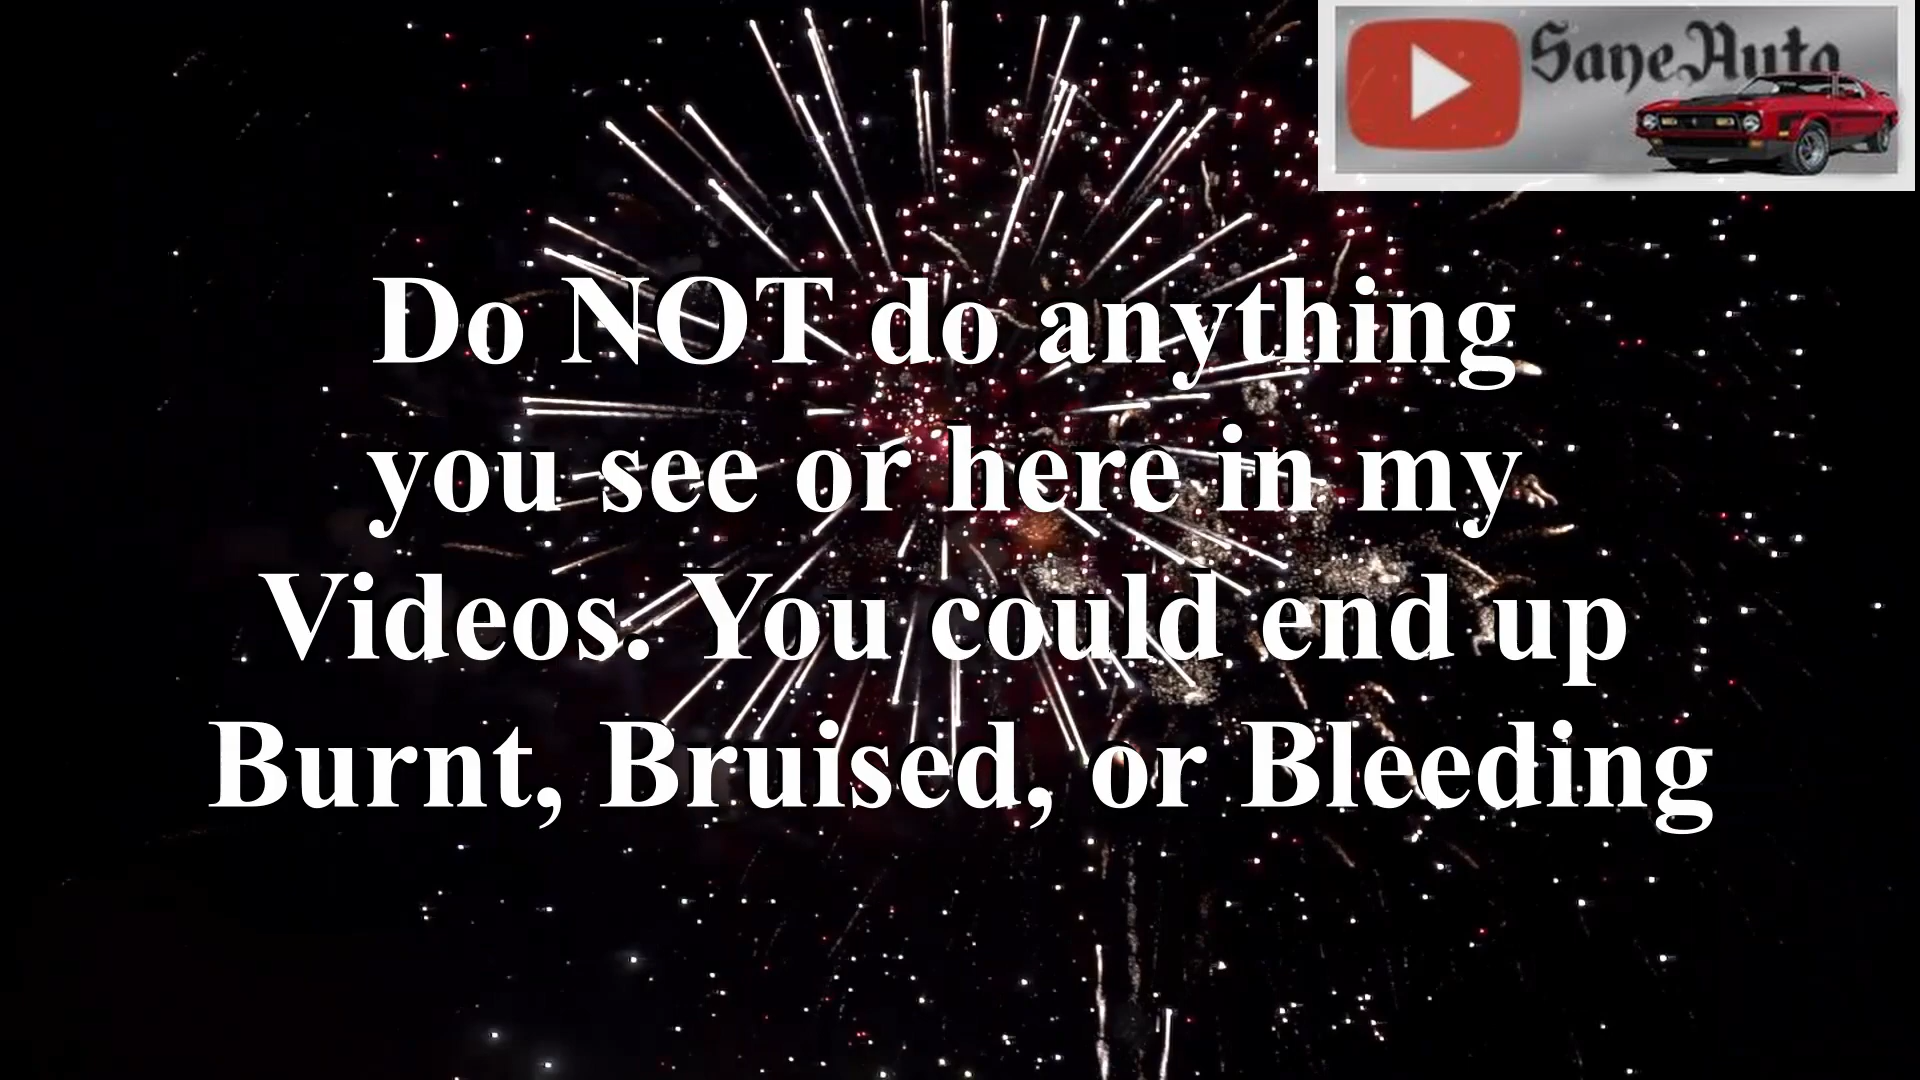 SaneAuto
Do NOT do anything
you see or here in my
Videos. You could end up
Burnt, Bruised, or Bleeding